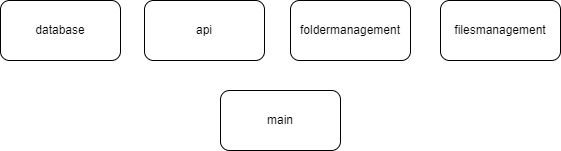 database
api
foldermanagement
filesmanagement
main